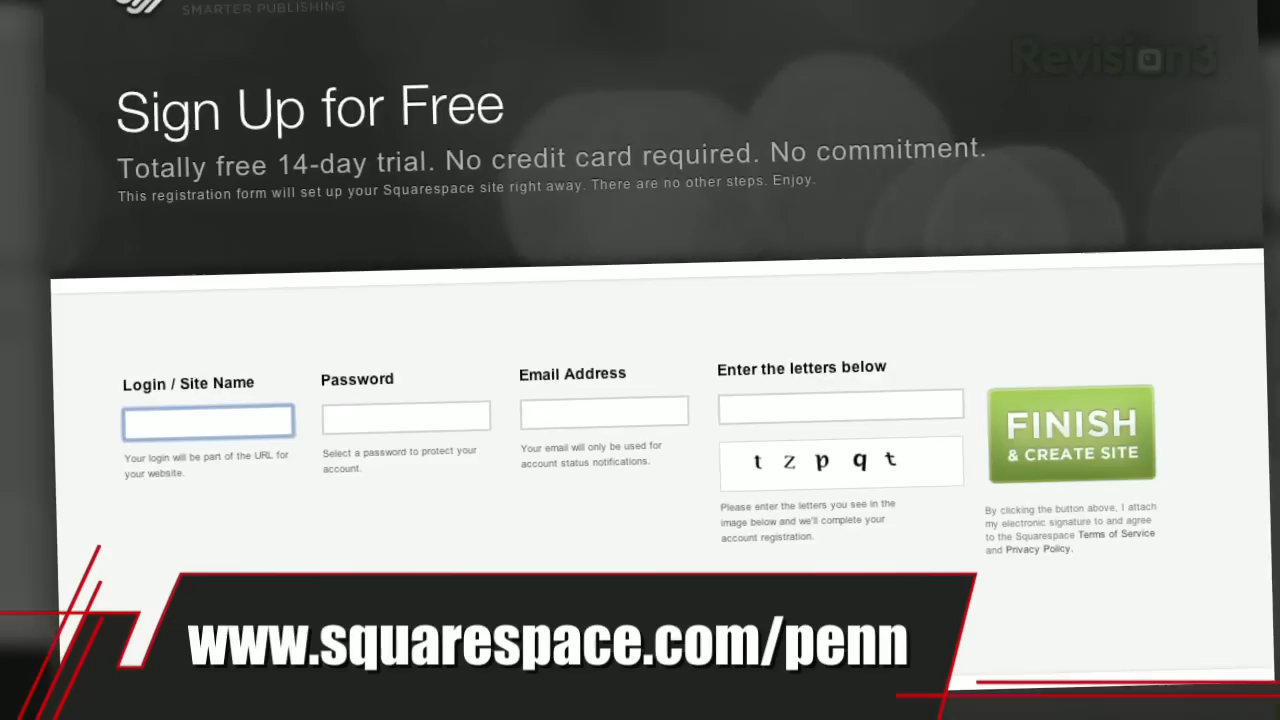 SMARTER PUBLISHING
Revision3
Sign Up for Free
Totally free 14-day trial. No credit card required. No commitment.
This registration form will set up your Squarespace site right away. There are no other steps. Enjoy.
Login / Site Name
Your login will be part of the URL for
your website.
Password
Select a password to protect your
account.
Email Address
Your email will only be used for
account status notifications.
Enter the letters below
t z p q t
Please enter the letters you see in the
image below and we'll complete your
account registration.
FINISH
& CREATE SITE
By clicking the button above, I attach
my electronic signature to and agree
to the Squarespace Terms of Service
and Privacy Policy.
www.squarespace.com/penn